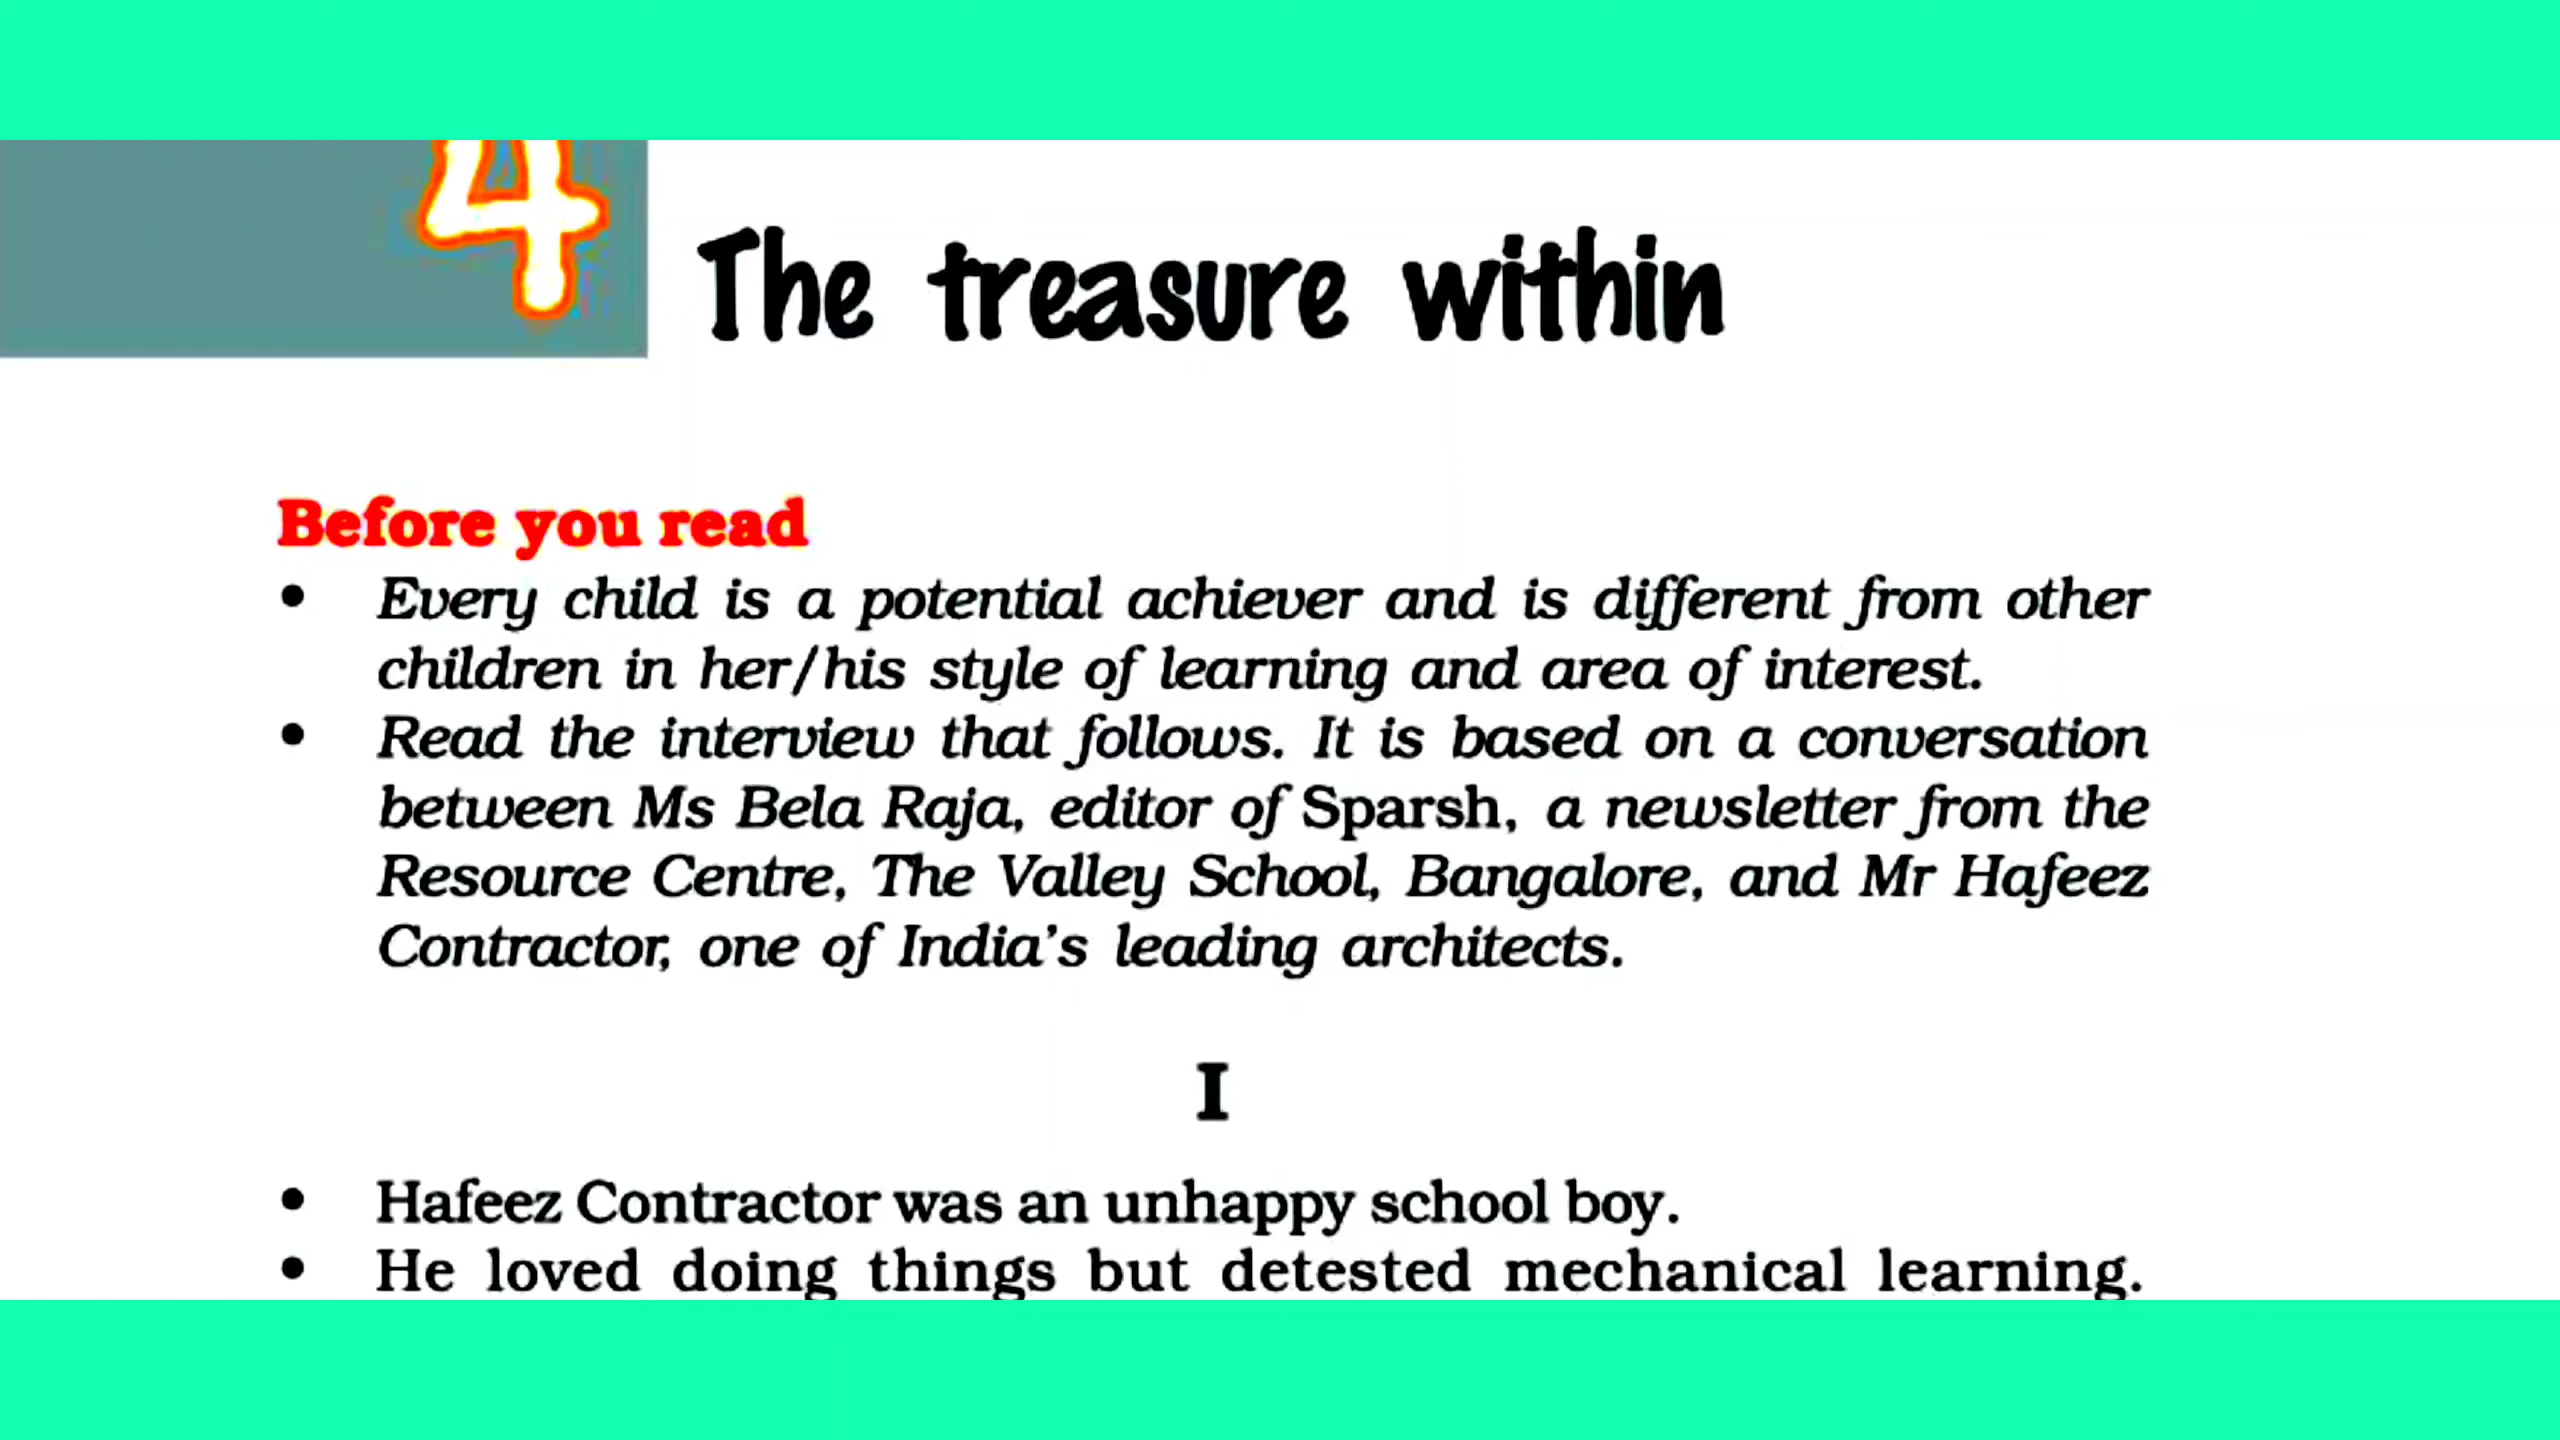 4
The treasure within
Before you read
• Every child is a potential achiever and is different from other
children in her/his style of learning and area of interest.
• Read the interview that follows. It is based on a conversation
between Ms Bela Raja, editor of Sparsh, a newsletter from the
Resource Centre, The Valley School, Bangalore, and Mr Hafeez
Contractor, one of India's leading architects.
I
• Hafeez Contractor was an unhappy school boy.
• He loved doing things but detested mechanical learning.